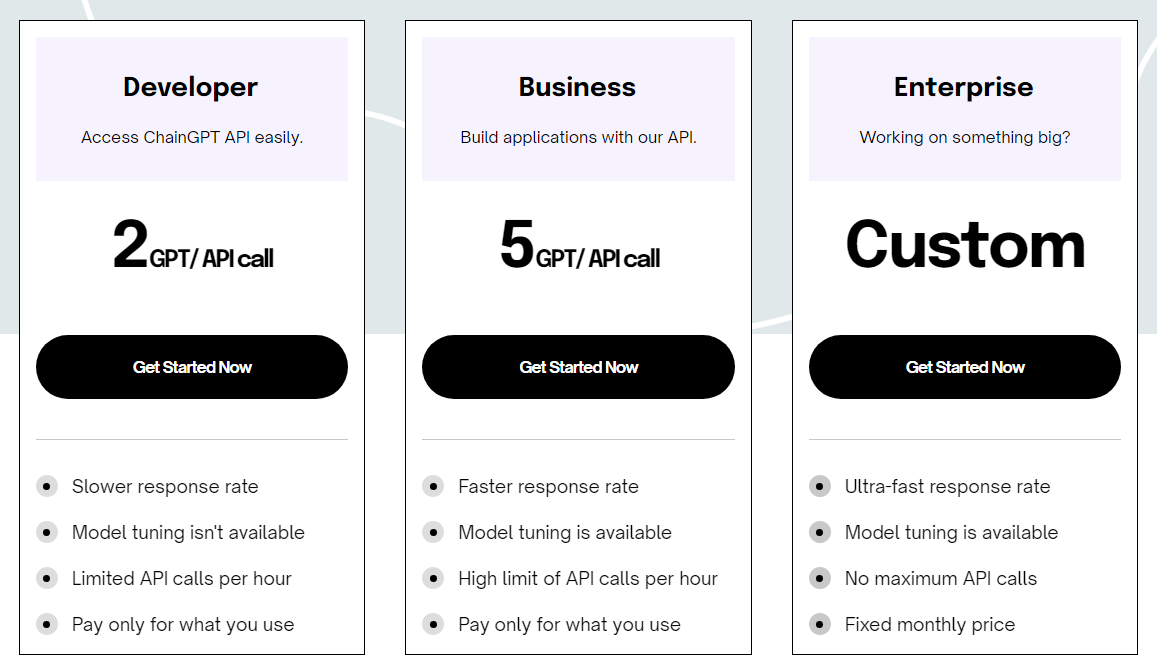 Developer
Access ChainGPT API easily.
2GPT/ API call
Get Started Now
Slower response rate
Model tuning isn't available
Limited API calls per hour
Pay only for what you use
Business
Build applications with our API.
5GPT/ API call
Get Started Now
Faster response rate
Model tuning is available
High limit of API calls per hour
Pay only for what you use
Enterprise
Working on something big?
Custom
Get Started Now
Ultra-fast response rate
Model tuning is available
No maximum API calls
Fixed monthly price